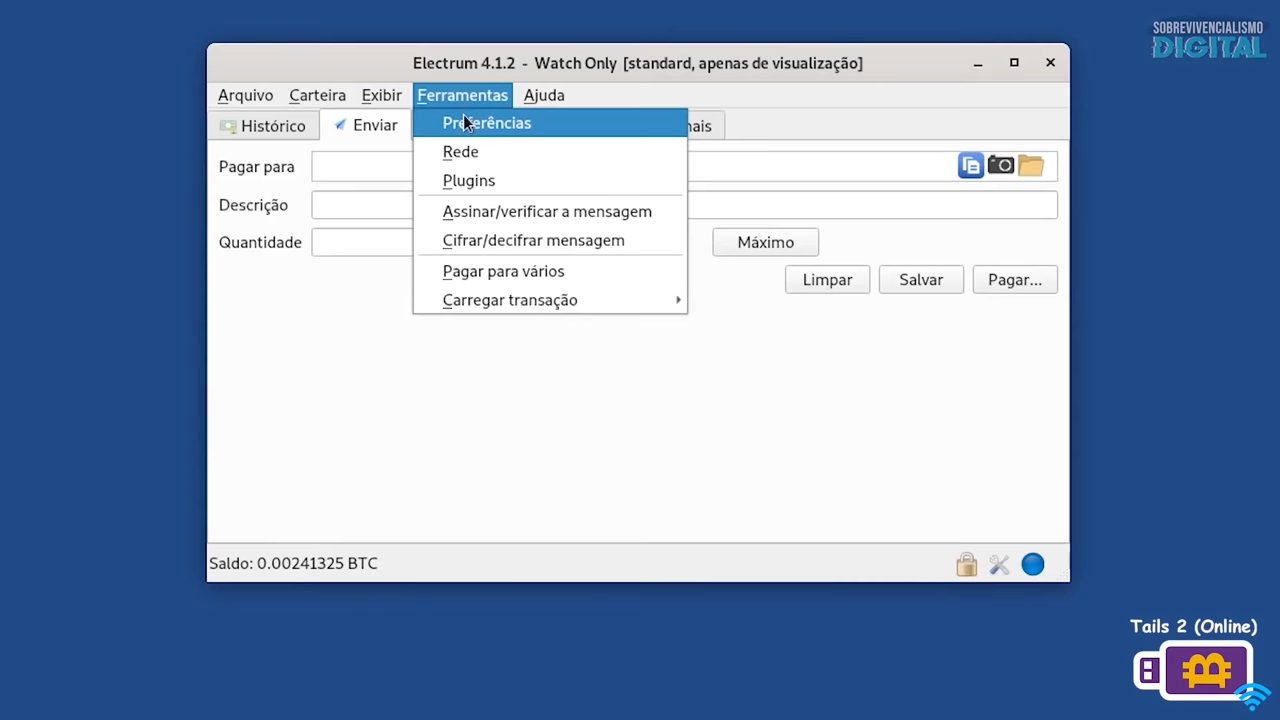 SOBREVIVENCIALISMO
DIGITAL
Electrum 4.1.2 - Watch Only [standard, apenas de visualização]
Arquivo Carteira Exibir Ferramentas Ajuda
Histórico Enviar
Preferências
Rede
Plugins
Assinar/verificar a mensagem
Cifrar/decifrar mensagem
Pagar para vários
Carregar transação
Pagar para
Descrição
Quantidade Máximo
Limpar Salvar Pagar...
Saldo: 0.00241325 BTC
Tails 2 (Online)